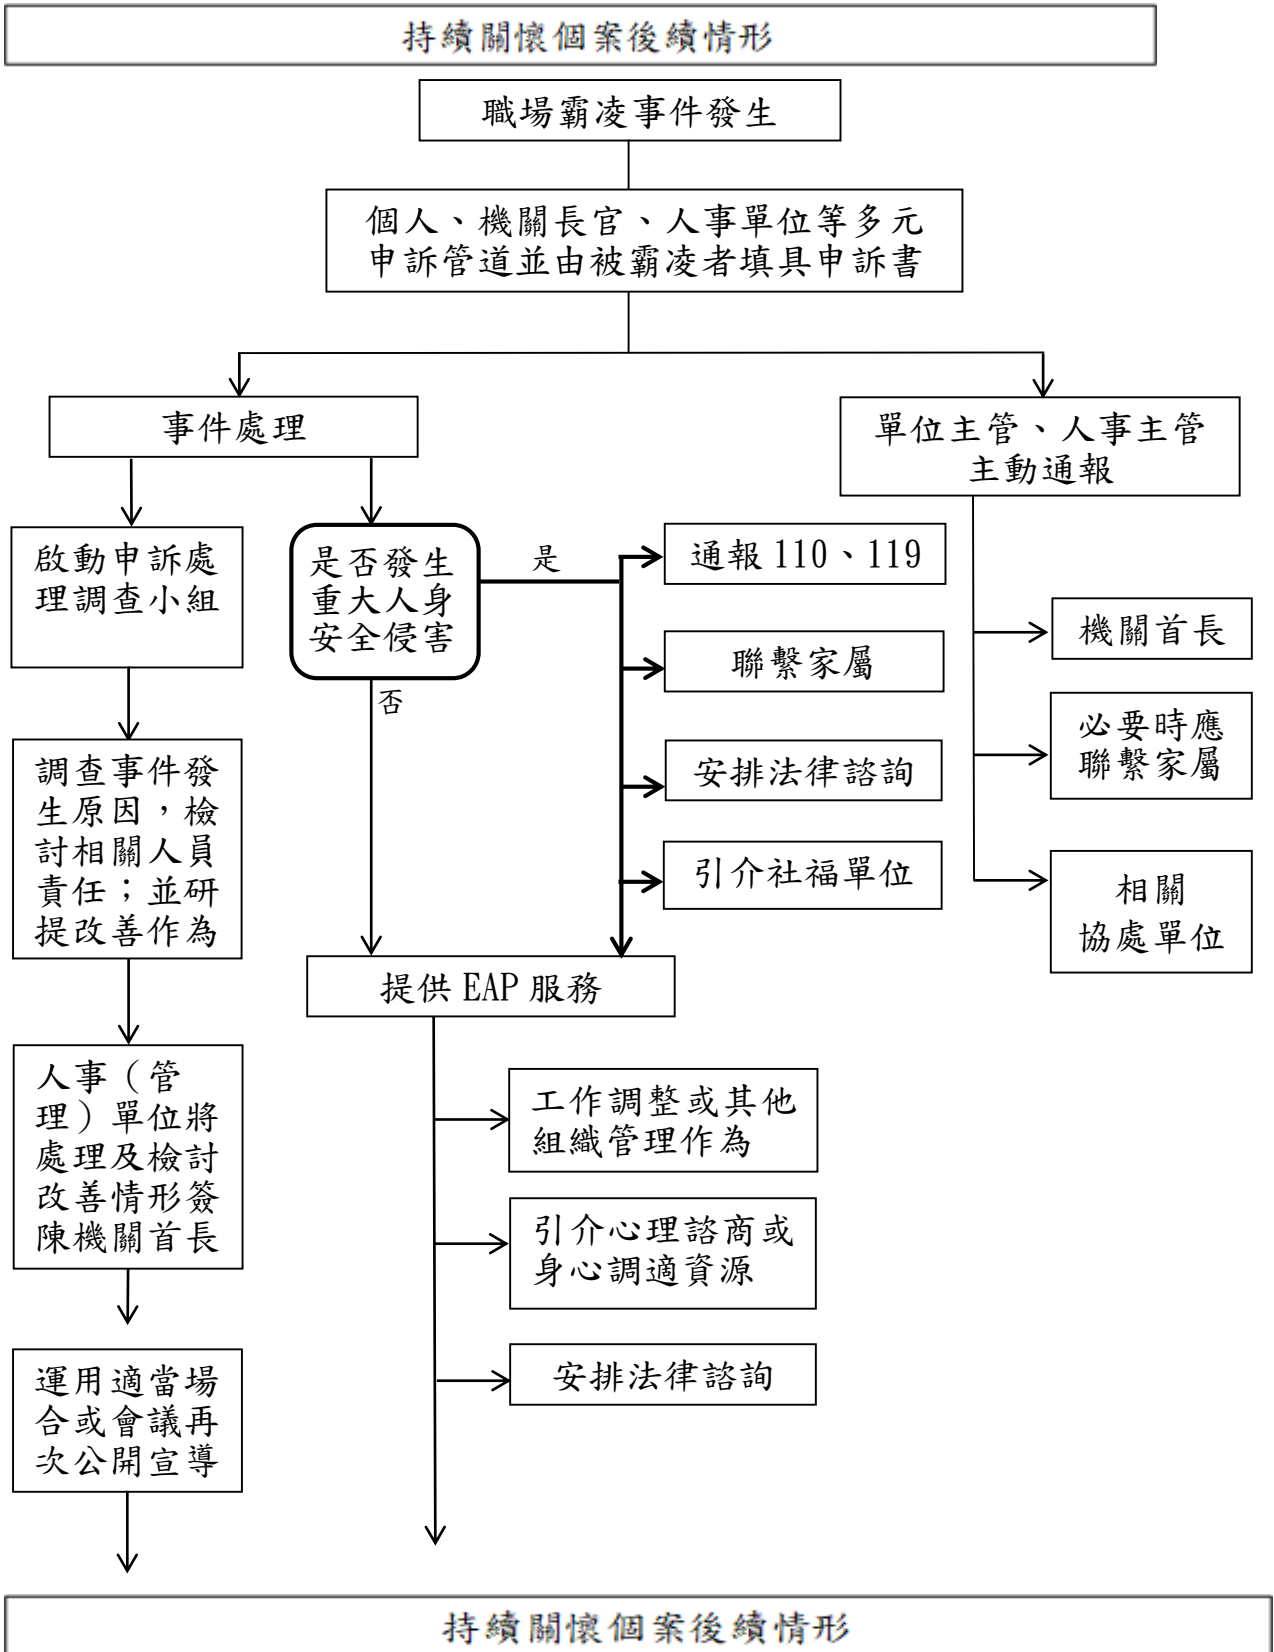 持續關懷個案後續情形
職場霸凌事件發生
個人、機關長官、人事單位等多元
申訴管道並由被霸凌者填具申訴書
事件處理
單位主管、人事主管
主動通報
啟動申訴處
理調查小組
是否發生
重大人身
安全侵害
是
否
通報 110、119
聯繫家屬
安排法律諮詢
引介社福單位
機關首長
必要時應
聯繫家屬
相關
協處單位
調查事件發
生原因，檢
討相關人員
責任；並研
提改善作為
提供 EAP 服務
人事（管
理）單位將
處理及檢討
改善情形簽
陳機關首長
工作調整或其他
組織管理作為
引介心理諮商或
身心調適資源
安排法律諮詢
運用適當場
合或會議再
次公開宣導
持續關懷個案後續情形